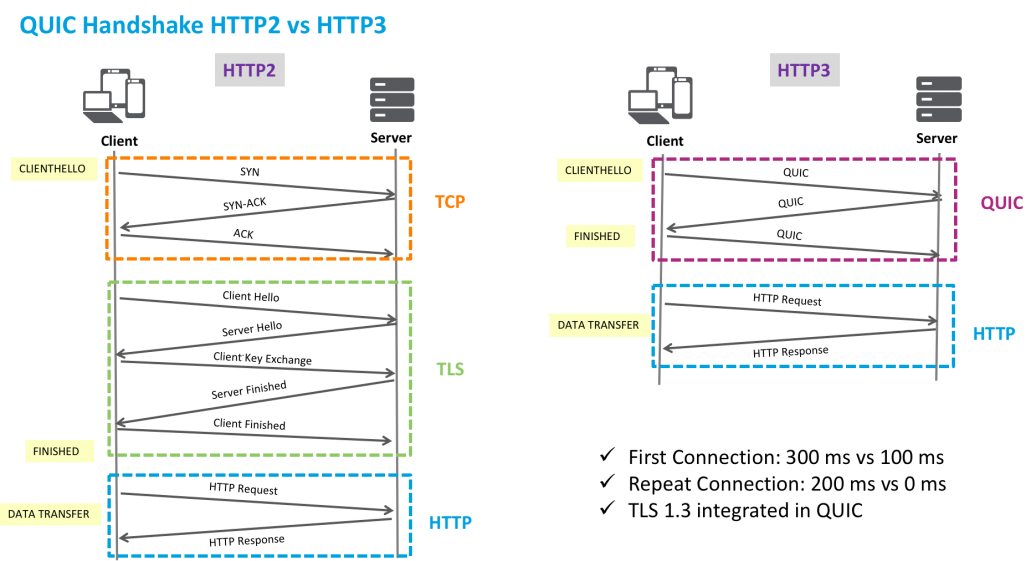 QUIC Handshake HTTP2 vs HTTP3
HTTP2
Client
Server
CLIENTHELLO
SYN
SYN-ACK
ACK
TCP
Client Hello
Server Hello
Client Key Exchange
Server Finished
Client Finished
TLS
FINISHED
HTTP Request
DATA TRANSFER
HTTP Response
HTTP
HTTP3
Client
Server
CLIENTHELLO
QUIC
QUIC
QUIC
FINISHED
QUIC
HTTP Request
DATA TRANSFER
HTTP Response
HTTP
✓ First Connection: 300 ms vs 100 ms
✓ Repeat Connection: 200 ms vs 0 ms
✓ TLS 1.3 integrated in QUIC